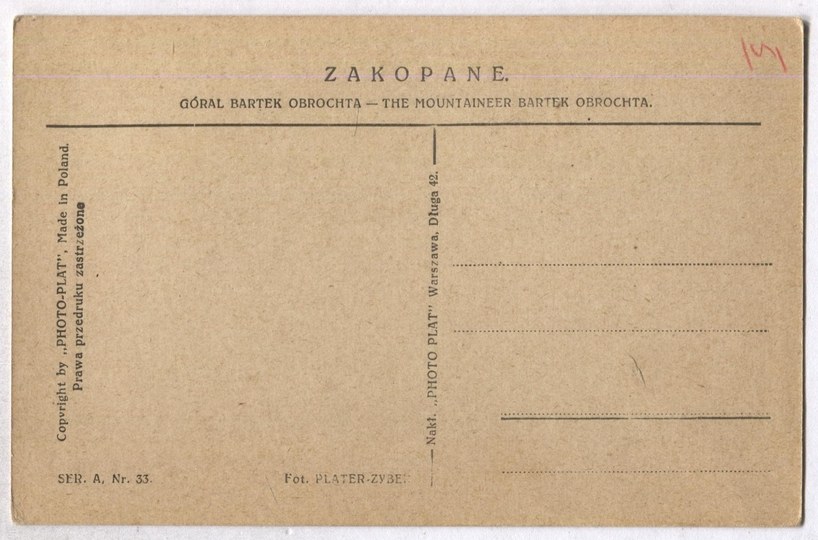 ZAKOPANE.
GÓRAL BARTEK OBROCHTA — THE MOUNTAINEER BARTEK OBROCHTA.
Copyright by „PHOTO-PLAT”. Made in Poland.
Prawa przedruku zastrzeżone
Nakł. „PHOTO PLAT” Warszawa, Długa 42.
SER. A, Nr. 33.
Fot. PLATER-ZYBE